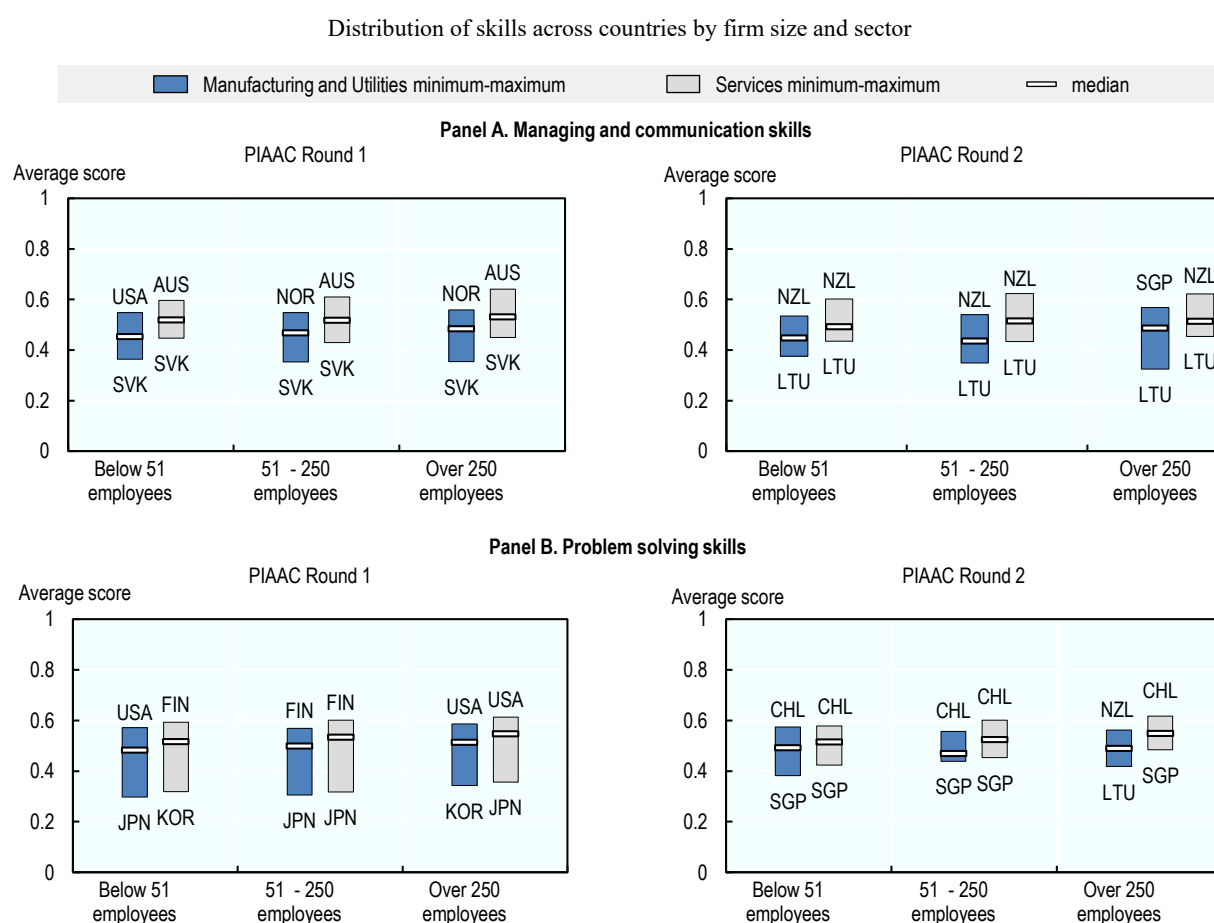 Distribution of skills across countries by firm size and sector
Manufacturing and Utilities minimum-maximum Services minimum-maximum median
Panel A. Managing and communication skills
PIAAC Round 1
Average score
1
0.8
0.6
0.4
0.2
0
USA AUS NOR AUS NOR AUS
SVK SVK SVK SVK SVK SVK
Below 51 employees
51 - 250 employees
Over 250 employees
PIAAC Round 2
Average score
1
0.8
0.6
0.4
0.2
0
NZL NZL NZL NZL SGP NZL
LTU LTU LTU LTU LTU LTU
Below 51 employees
51 - 250 employees
Over 250 employees
Panel B. Problem solving skills
PIAAC Round 1
Average score
1
0.8
0.6
0.4
0.2
0
USA FIN FIN FIN USA USA
JPN KOR JPN JPN KOR JPN
Below 51 employees
51 - 250 employees
Over 250 employees
PIAAC Round 2
Average score
1
0.8
0.6
0.4
0.2
0
CHL CHL CHL CHL NZL CHL
SGP SGP SGP SGP LTU SGP
Below 51 employees
51 - 250 employees
Over 250 employees